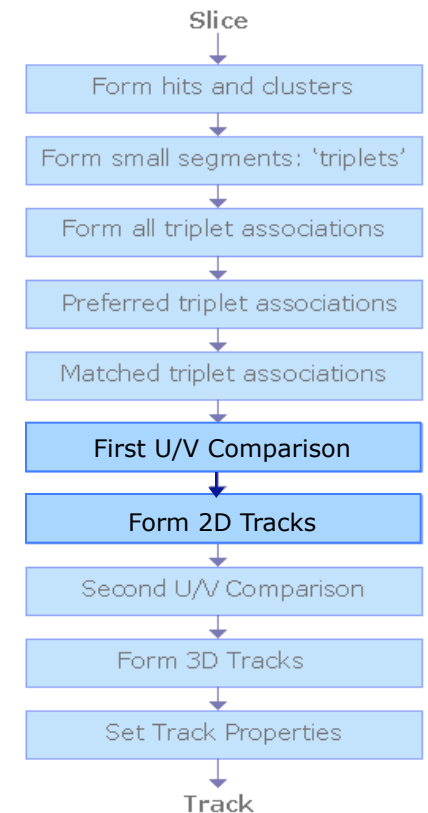 Slice
Form hits and clusters
Form small segments: ‘triplets’
Form all triplet associations
Preferred triplet associations
Matched triplet associations
First U/V Comparison
Form 2D Tracks
Second U/V Comparison
Form 3D Tracks
Set Track Properties
Track